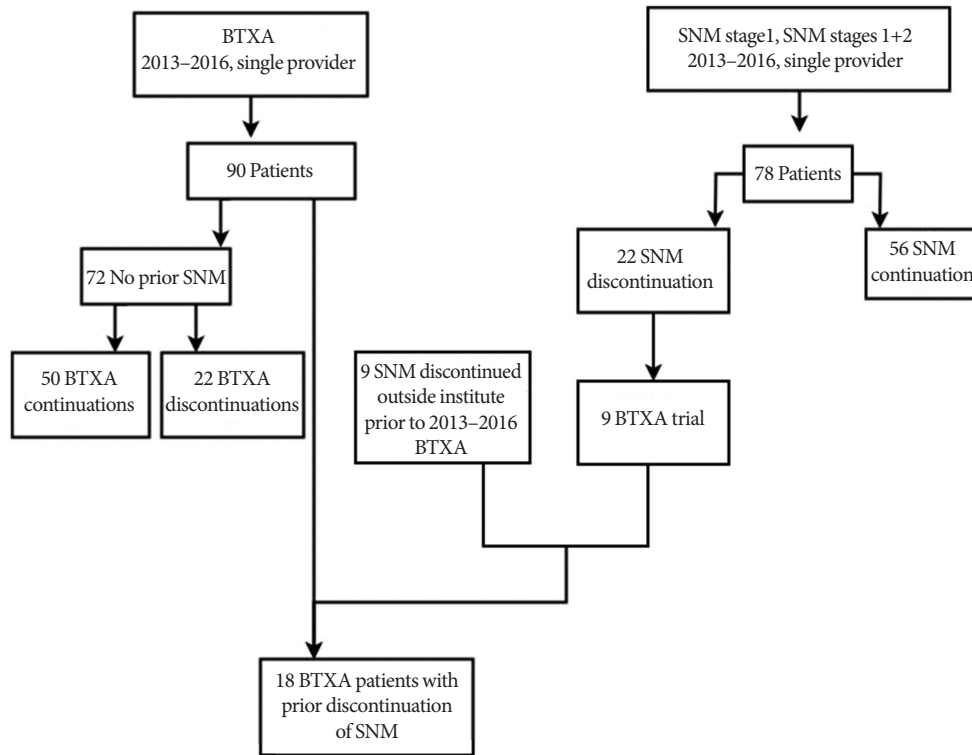 BTXA
2013–2016, single provider
SNM stage1, SNM stages 1+2
2013–2016, single provider
90 Patients
78 Patients
72 No prior SNM
22 SNM
discontinuation
56 SNM
continuation
50 BTXA
continuations
22 BTXA
discontinuations
9 SNM discontinued
outside institute
prior to 2013–2016
BTXA
9 BTXA trial
18 BTXA patients with
prior discontinuation
of SNM